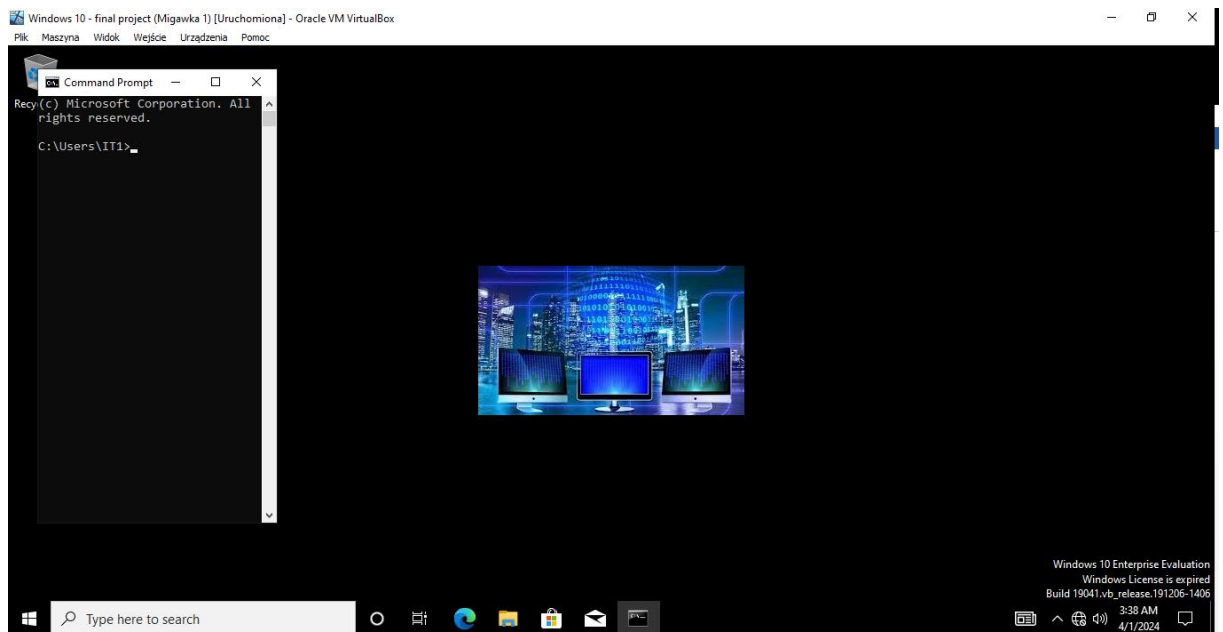 Windows 10 - final project (Migawka 1) [Uruchomiona] - Oracle VM VirtualBox
Plik Maszyna Widok Wejście Urządzenia Pomoc
Command Prompt
Recy
(c) Microsoft Corporation. All
rights reserved.
C:\Users\IT1>
Windows 10 Enterprise Evaluation
Windows License is expired
Build 19041.vb_release.191206-1406
Type here to search
3:38 AM
4/1/2024